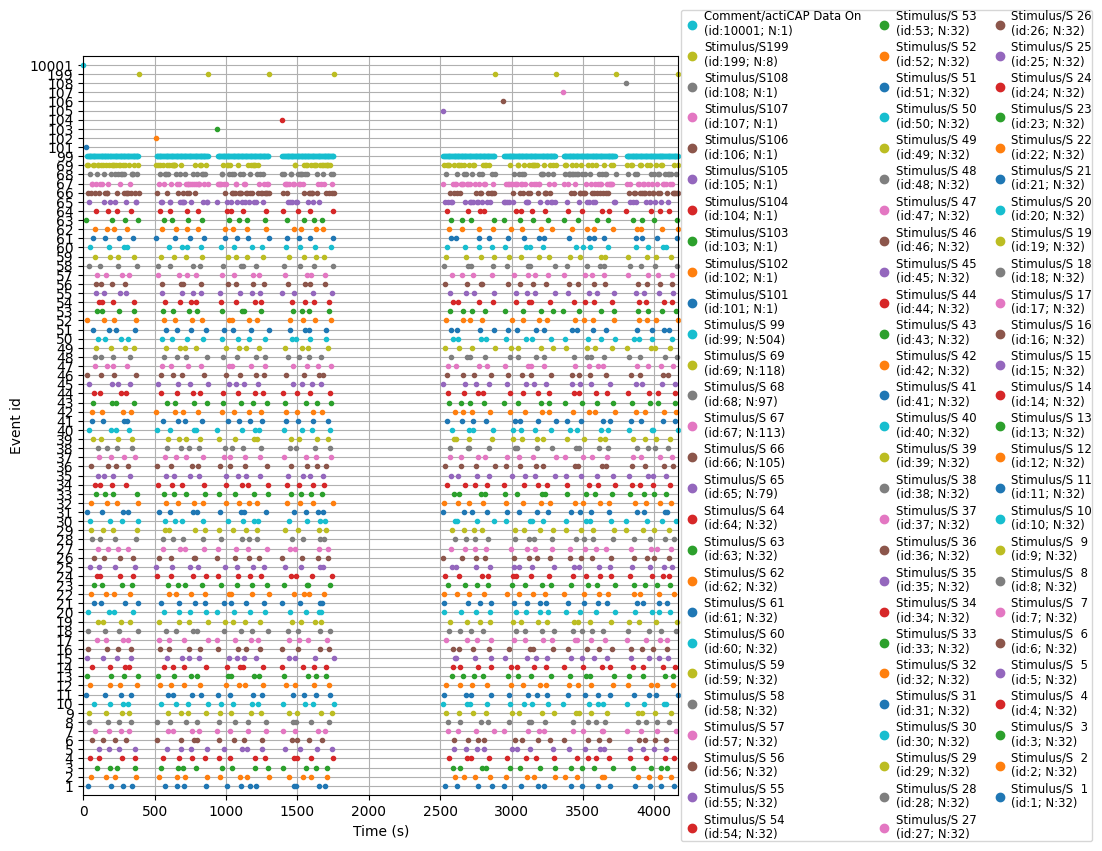 Event id
10001
199
108
107
106
105
104
103
102
101
99
69
68
67
66
65
64
63
62
61
60
59
58
57
56
55
54
53
52
51
50
49
48
47
46
45
44
43
42
41
40
39
38
37
36
35
34
33
32
31
30
29
28
27
26
25
24
23
22
21
20
19
18
17
16
15
14
13
12
11
10
9
8
7
6
5
4
3
2
1
0 500 1000 1500 2000 2500 3000 3500 4000
Time (s)
Comment/actiCAP Data On
(id:10001; N:1)
Stimulus/S199
(id:199; N:8)
Stimulus/S108
(id:108; N:1)
Stimulus/S107
(id:107; N:1)
Stimulus/S106
(id:106; N:1)
Stimulus/S105
(id:105; N:1)
Stimulus/S104
(id:104; N:1)
Stimulus/S103
(id:103; N:1)
Stimulus/S102
(id:102; N:1)
Stimulus/S101
(id:101; N:1)
Stimulus/S 99
(id:99; N:504)
Stimulus/S 69
(id:69; N:118)
Stimulus/S 68
(id:68; N:97)
Stimulus/S 67
(id:67; N:113)
Stimulus/S 66
(id:66; N:105)
Stimulus/S 65
(id:65; N:79)
Stimulus/S 64
(id:64; N:32)
Stimulus/S 63
(id:63; N:32)
Stimulus/S 62
(id:62; N:32)
Stimulus/S 61
(id:61; N:32)
Stimulus/S 60
(id:60; N:32)
Stimulus/S 59
(id:59; N:32)
Stimulus/S 58
(id:58; N:32)
Stimulus/S 57
(id:57; N:32)
Stimulus/S 56
(id:56; N:32)
Stimulus/S 55
(id:55; N:32)
Stimulus/S 54
(id:54; N:32)
Stimulus/S 53
(id:53; N:32)
Stimulus/S 52
(id:52; N:32)
Stimulus/S 51
(id:51; N:32)
Stimulus/S 50
(id:50; N:32)
Stimulus/S 49
(id:49; N:32)
Stimulus/S 48
(id:48; N:32)
Stimulus/S 47
(id:47; N:32)
Stimulus/S 46
(id:46; N:32)
Stimulus/S 45
(id:45; N:32)
Stimulus/S 44
(id:44; N:32)
Stimulus/S 43
(id:43; N:32)
Stimulus/S 42
(id:42; N:32)
Stimulus/S 41
(id:41; N:32)
Stimulus/S 40
(id:40; N:32)
Stimulus/S 39
(id:39; N:32)
Stimulus/S 38
(id:38; N:32)
Stimulus/S 37
(id:37; N:32)
Stimulus/S 36
(id:36; N:32)
Stimulus/S 35
(id:35; N:32)
Stimulus/S 34
(id:34; N:32)
Stimulus/S 33
(id:33; N:32)
Stimulus/S 32
(id:32; N:32)
Stimulus/S 31
(id:31; N:32)
Stimulus/S 30
(id:30; N:32)
Stimulus/S 29
(id:29; N:32)
Stimulus/S 28
(id:28; N:32)
Stimulus/S 27
(id:27; N:32)
Stimulus/S 26
(id:26; N:32)
Stimulus/S 25
(id:25; N:32)
Stimulus/S 24
(id:24; N:32)
Stimulus/S 23
(id:23; N:32)
Stimulus/S 22
(id:22; N:32)
Stimulus/S 21
(id:21; N:32)
Stimulus/S 20
(id:20; N:32)
Stimulus/S 19
(id:19; N:32)
Stimulus/S 18
(id:18; N:32)
Stimulus/S 17
(id:17; N:32)
Stimulus/S 16
(id:16; N:32)
Stimulus/S 15
(id:15; N:32)
Stimulus/S 14
(id:14; N:32)
Stimulus/S 13
(id:13; N:32)
Stimulus/S 12
(id:12; N:32)
Stimulus/S 11
(id:11; N:32)
Stimulus/S 10
(id:10; N:32)
Stimulus/S  9
(id:9; N:32)
Stimulus/S  8
(id:8; N:32)
Stimulus/S  7
(id:7; N:32)
Stimulus/S  6
(id:6; N:32)
Stimulus/S  5
(id:5; N:32)
Stimulus/S  4
(id:4; N:32)
Stimulus/S  3
(id:3; N:32)
Stimulus/S  2
(id:2; N:32)
Stimulus/S  1
(id:1; N:32)